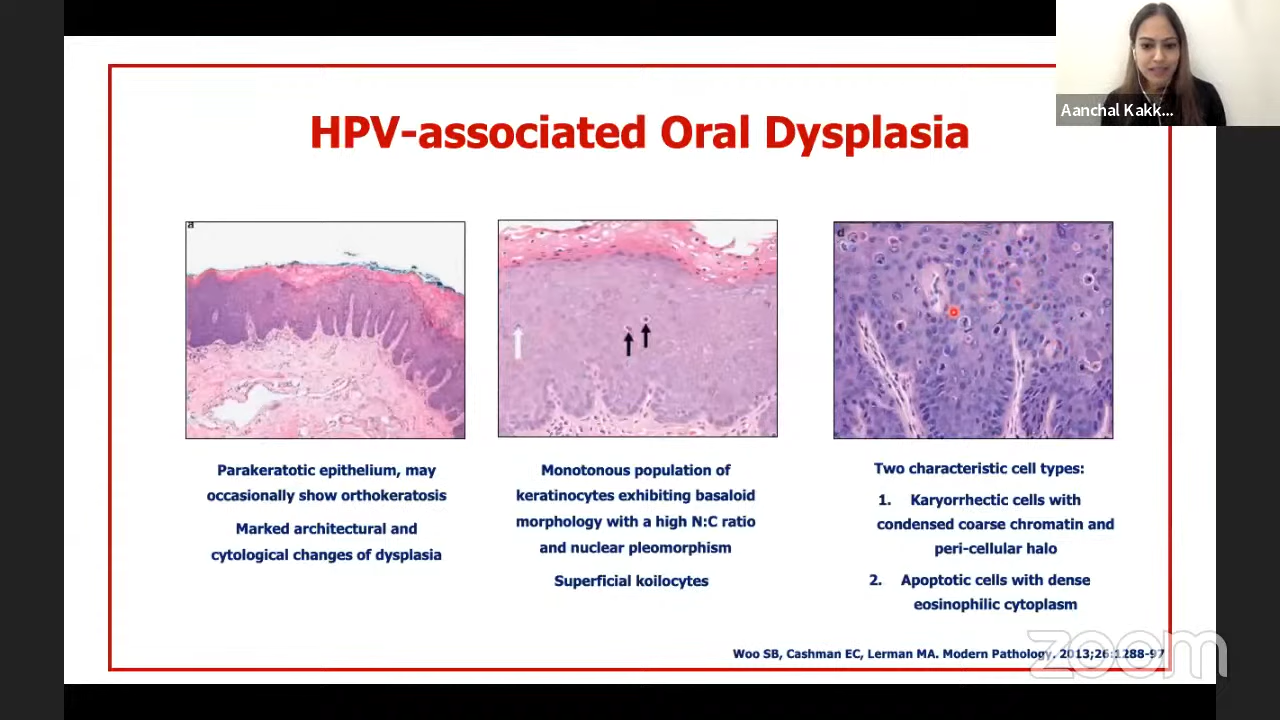 Aanchal Kakk...
HPV-associated Oral Dysplasia
a
d
Parakeratotic epithelium, may
occasionally show orthokeratosis
Marked architectural and
cytological changes of dysplasia
Monotonous population of
keratinocytes exhibiting basaloid
morphology with a high N:C ratio
and nuclear pleomorphism
Superficial koilocytes
Two characteristic cell types:
1. Karyorrhectic cells with
condensed coarse chromatin and
peri-cellular halo
2. Apoptotic cells with dense
eosinophilic cytoplasm
Woo SB, Cashman EC, Lerman MA. Modern Pathology. 2013;26:1288-97
zoom